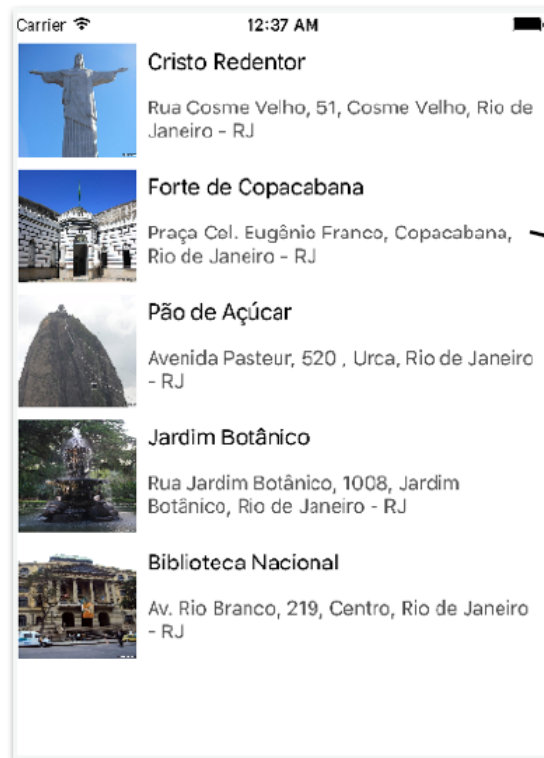 Carrier 12:37 AM
Cristo Redentor
Rua Cosme Velho, 51, Cosme Velho, Rio de
Janeiro - RJ
Forte de Copacabana
Praça Cel. Eugênio Franco, Copacabana,
Rio de Janeiro - RJ
Pão de Açúcar
Avenida Pasteur, 520 , Urca, Rio de Janeiro
- RJ
Jardim Botânico
Rua Jardim Botânico, 1008, Jardim
Botânico, Rio de Janeiro - RJ
Biblioteca Nacional
Av. Rio Branco, 219, Centro, Rio de Janeiro
- RJ